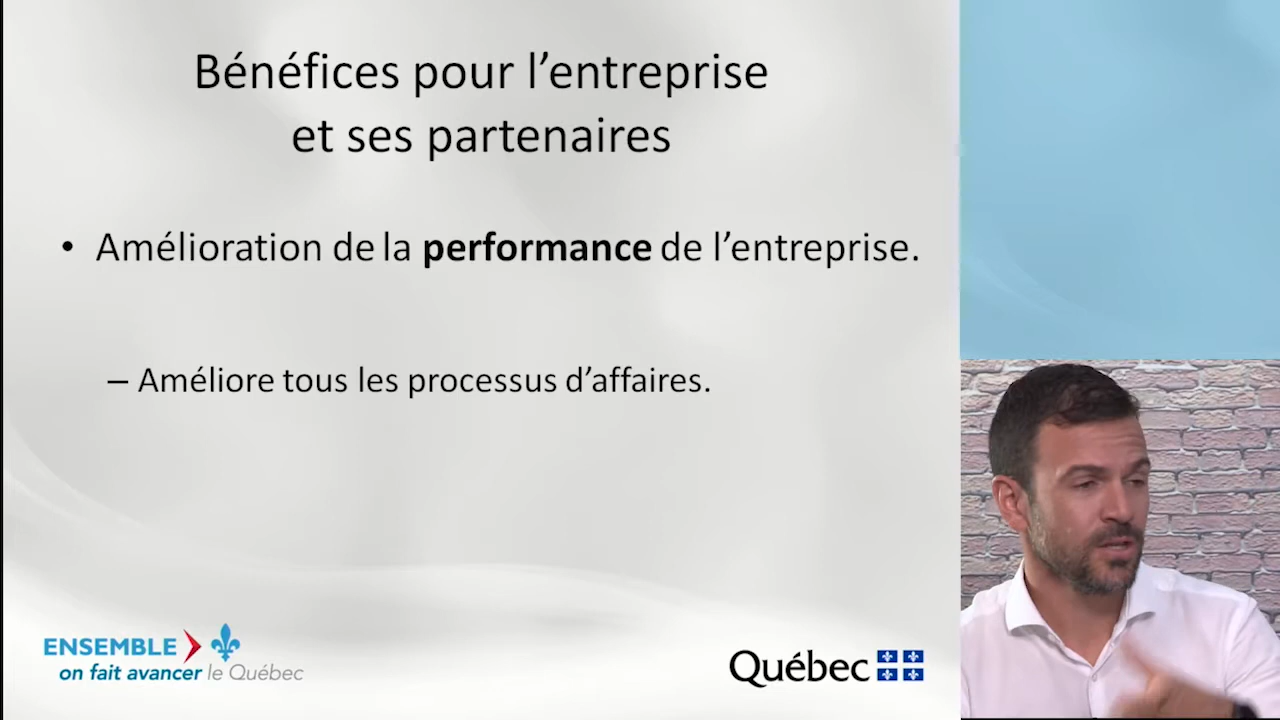 Bénéfices pour l’entreprise
et ses partenaires
• Amélioration de la performance de l’entreprise.
– Améliore tous les processus d’affaires.
ENSEMBLE
on fait avancer le Québec
Québec